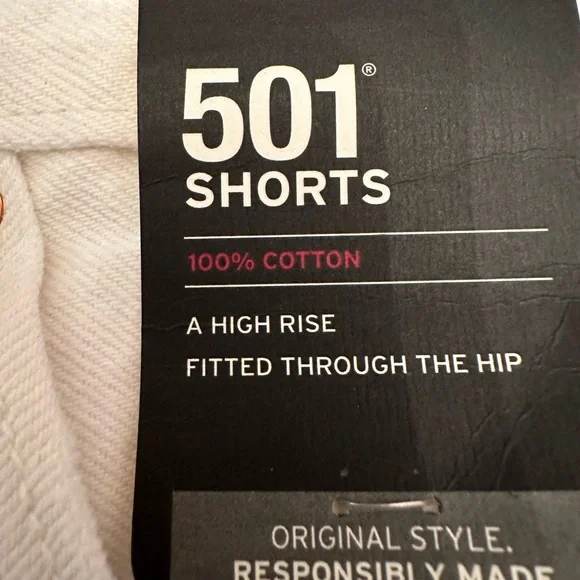 501®
SHORTS
100% COTTON
A HIGH RISE
FITTED THROUGH THE HIP
ORIGINAL STYLE.
RESPONSIBLY MADE